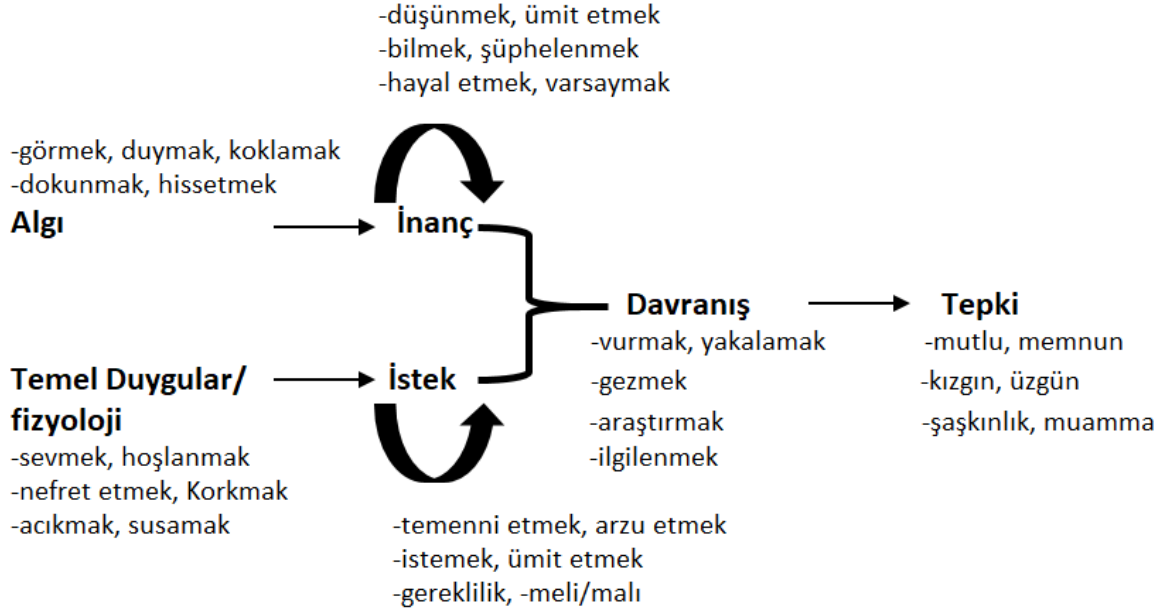 -düşünmek, ümit etmek
-bilmek, şüphelenmek
-hayal etmek, varsaymak
-görmek, duymak, koklamak
-dokunmak, hissetmek
Algı
İnanç
Davranış
-vurmak, yakalamak
-gezmek
-araştırmak
-ilgilenmek
Tepki
-mutlu, memnun
-kızgın, üzgün
-şaşkınlık, muamma
Temel Duygular/
fizyoloji
-sevmek, hoşlanmak
-nefret etmek, Korkmak
-acıkmak, susamak
İstek
-temenni etmek, arzu etmek
-istemek, ümit etmek
-gereklilik, -meli/malı